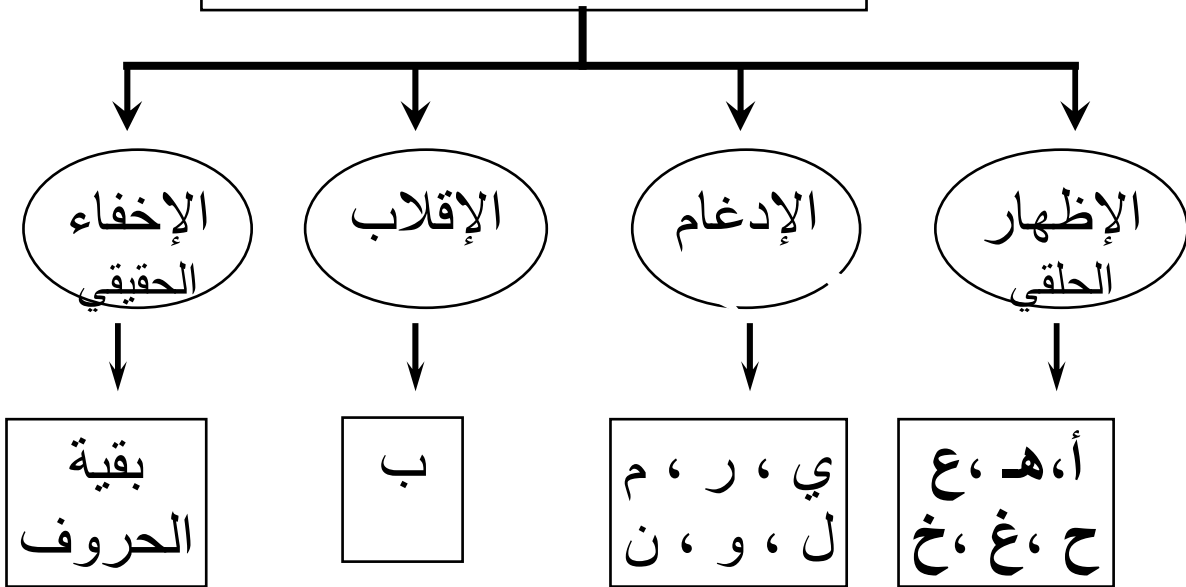 الإظهار
الحلقي
الإدغام
الإقلاب
الإخفاء
الحقيقي
أ، هـ ،ع
ح ،غ ،خ
ي ، ر ، م
ل ، و ، ن
ب
بقية
الحروف